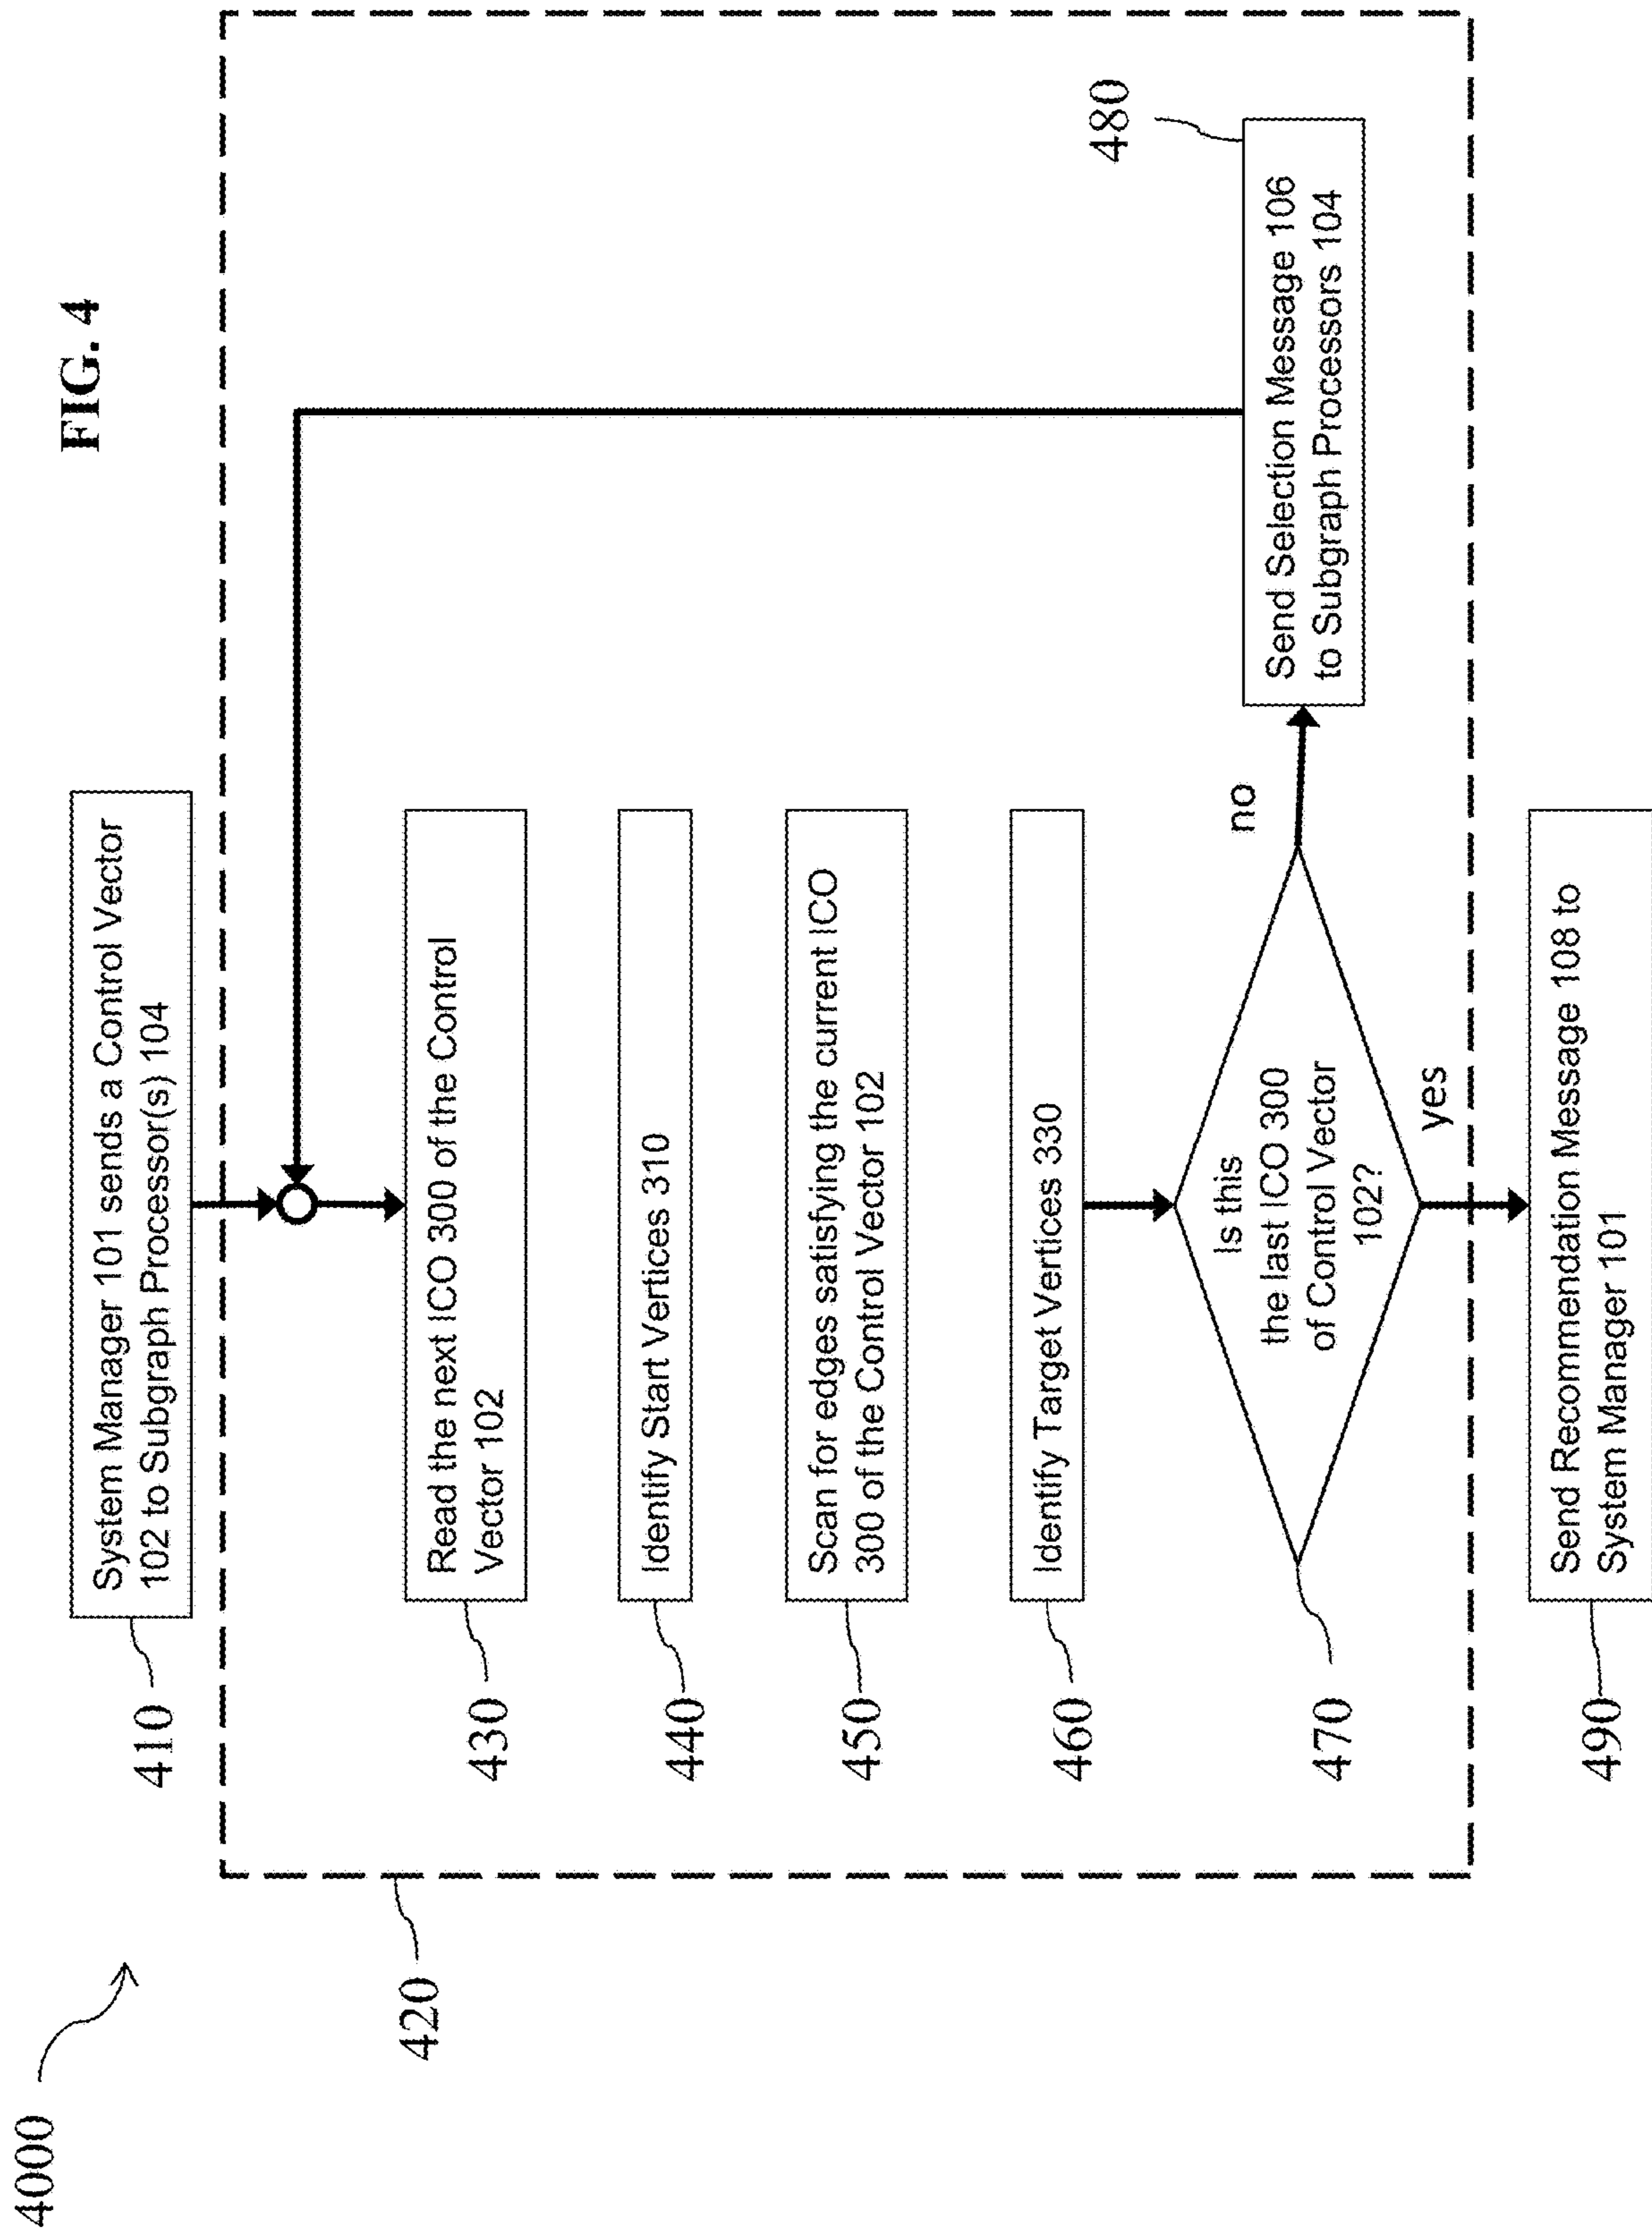 FIG. 4
4000
410
System Manager 101 sends a Control Vector
102 to Subgraph Processor(s) 104
420
430
Read the next ICO 300 of the Control
Vector 102
440
Identify Start Vertices 310
450
Scan for edges satisfying the current ICO
300 of the Control Vector 102
460
Identify Target Vertices 330
470
Is this
the last ICO 300
of Control Vector
102?
no
480
Send Selection Message 106
to Subgraph Processors 104
yes
490
Send Recommendation Message 108 to
System Manager 101